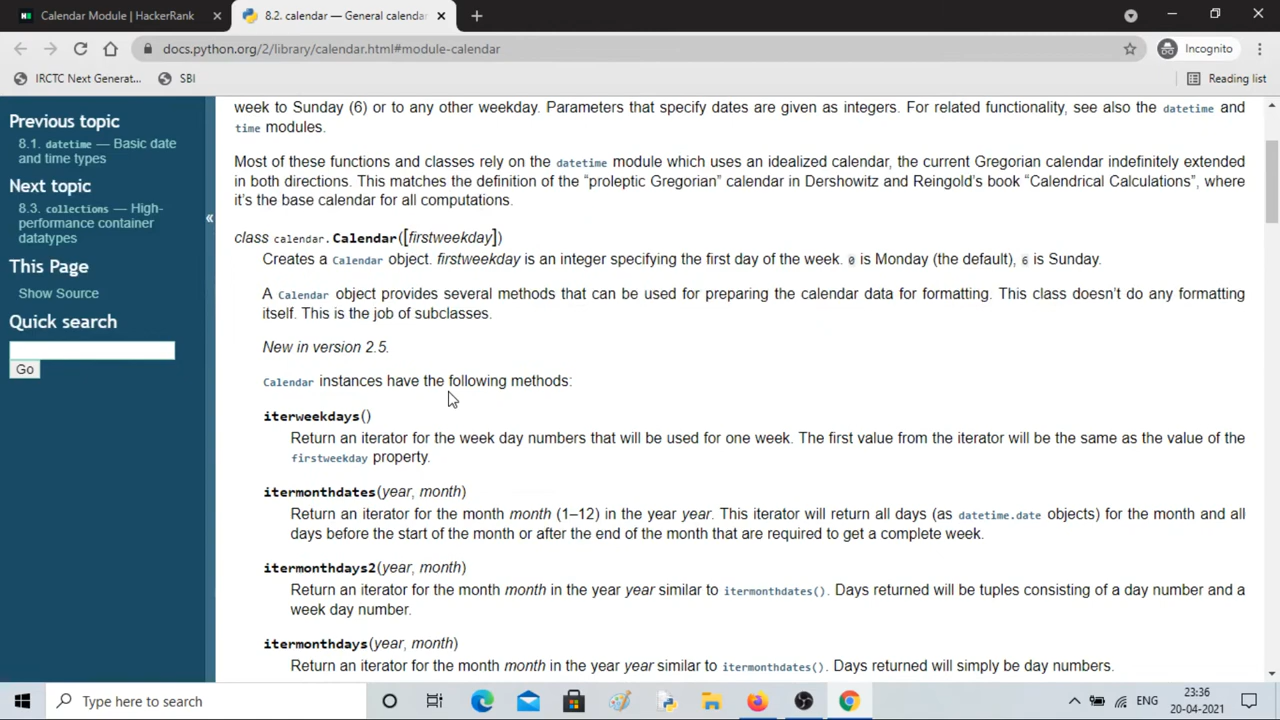 Calendar Module | HackerRank
8.2. calendar — General calendar
docs.python.org/2/library/calendar.html#module-calendar
Incognito
IRCTC Next Generat...
SBI
Reading list
Previous topic
8.1. datetime — Basic date
and time types
Next topic
8.3. collections — High-
performance container
datatypes
This Page
Show Source
Quick search
Go
«
week to Sunday (6) or to any other weekday. Parameters that specify dates are given as integers. For related functionality, see also the datetime and
time modules.
Most of these functions and classes rely on the datetime module which uses an idealized calendar, the current Gregorian calendar indefinitely extended
in both directions. This matches the definition of the “proleptic Gregorian” calendar in Dershowitz and Reingold’s book “Calendrical Calculations”, where
it’s the base calendar for all computations.
class calendar.Calendar([firstweekday])
Creates a Calendar object. firstweekday is an integer specifying the first day of the week. 0 is Monday (the default), 6 is Sunday.
A Calendar object provides several methods that can be used for preparing the calendar data for formatting. This class doesn’t do any formatting
itself. This is the job of subclasses.
New in version 2.5.
Calendar instances have the following methods:
iterweekdays()
Return an iterator for the week day numbers that will be used for one week. The first value from the iterator will be the same as the value of the
firstweekday property.
itermonthdates(year, month)
Return an iterator for the month month (1–12) in the year year. This iterator will return all days (as datetime.date objects) for the month and all
days before the start of the month or after the end of the month that are required to get a complete week.
itermonthdays2(year, month)
Return an iterator for the month month in the year year similar to itermonthdates(). Days returned will be tuples consisting of a day number and a
week day number.
itermonthdays(year, month)
Return an iterator for the month month in the year year similar to itermonthdates(). Days returned will simply be day numbers.
Type here to search
ENG
23:36
20-04-2021